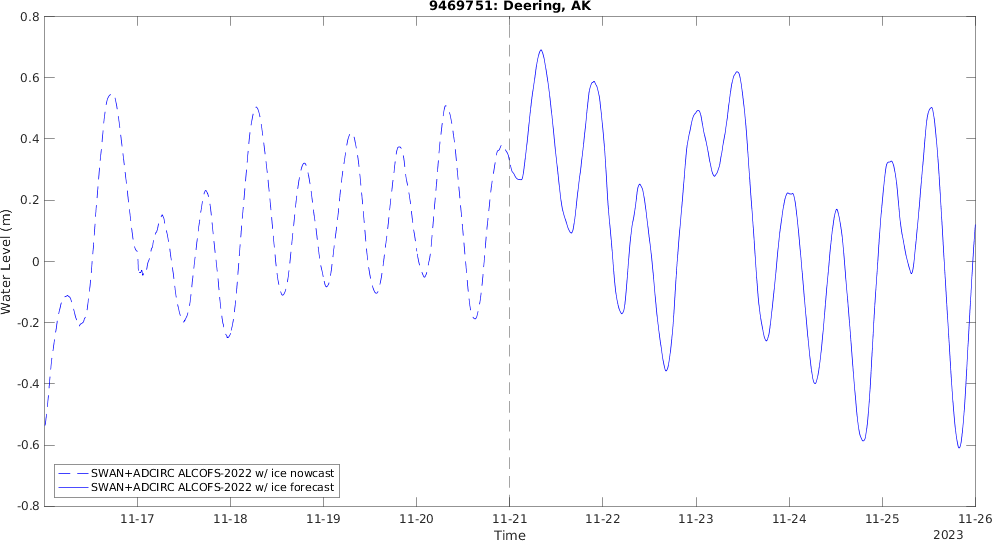 9469751: Deering, AK
0.8
0.6
0.4
0.2
0
-0.2
-0.4
-0.6
-0.8
Water Level (m)
SWAN+ADCIRC ALCOFS-2022 w/ ice nowcast
SWAN+ADCIRC ALCOFS-2022 w/ ice forecast
11-17 11-18 11-19 11-20 11-21 11-22 11-23 11-24 11-25 11-26
Time
2023